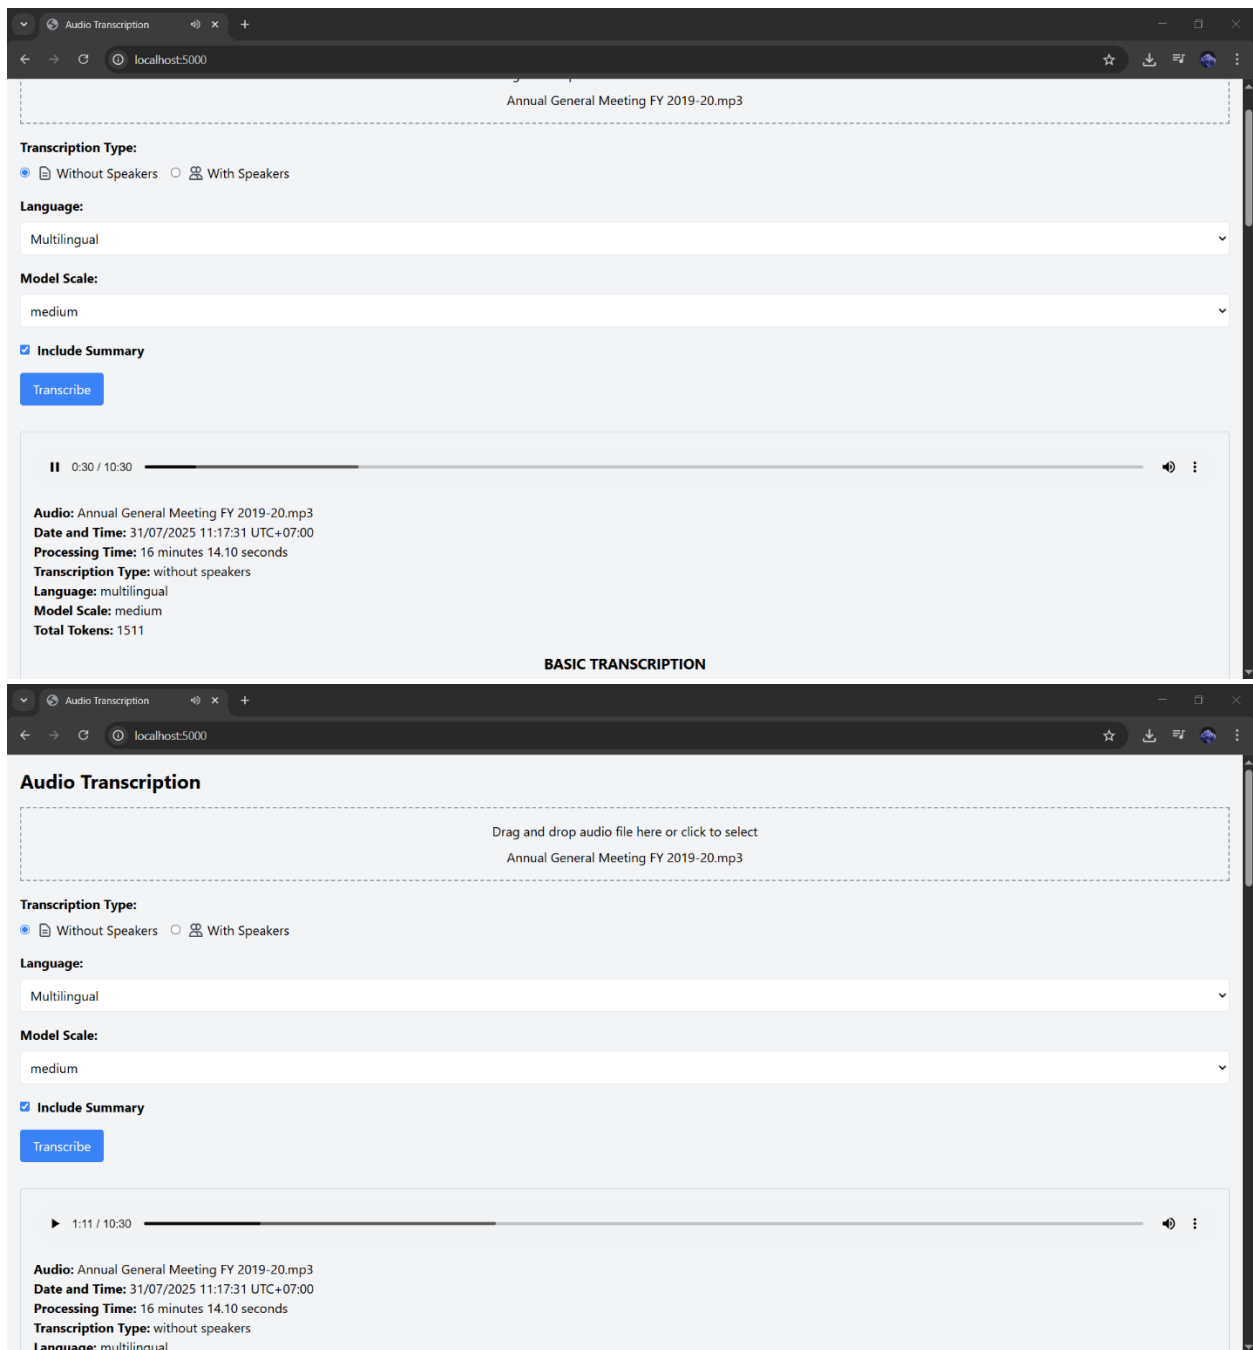 Audio Transcription
localhost:5000
Annual General Meeting FY 2019-20.mp3
Transcription Type:
Without Speakers With Speakers
Language:
Multilingual
Model Scale:
medium
Include Summary
Transcribe
0:30 / 10:30
Audio: Annual General Meeting FY 2019-20.mp3
Date and Time: 31/07/2025 11:17:31 UTC+07:00
Processing Time: 16 minutes 14.10 seconds
Transcription Type: without speakers
Language: multilingual
Model Scale: medium
Total Tokens: 1511
BASIC TRANSCRIPTION
Audio Transcription
localhost:5000
Audio Transcription
Drag and drop audio file here or click to select
Annual General Meeting FY 2019-20.mp3
Transcription Type:
Without Speakers With Speakers
Language:
Multilingual
Model Scale:
medium
Include Summary
Transcribe
1:11 / 10:30
Audio: Annual General Meeting FY 2019-20.mp3
Date and Time: 31/07/2025 11:17:31 UTC+07:00
Processing Time: 16 minutes 14.10 seconds
Transcription Type: without speakers
Language: multilingual